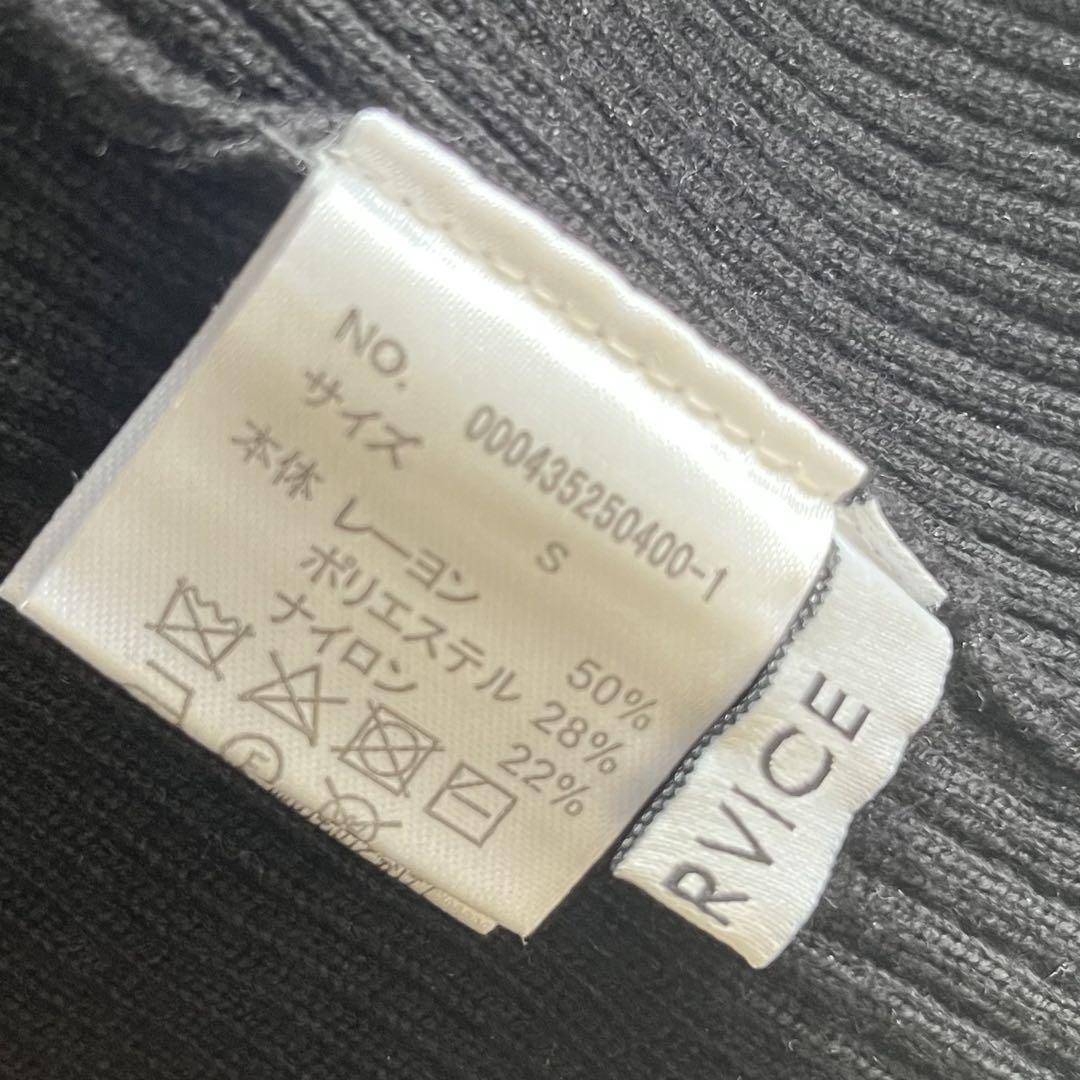 NO. 000435250400-1
サイズ S
本体 レーヨン 50%
ポリエステル 28%
ナイロン 22%
RVICE